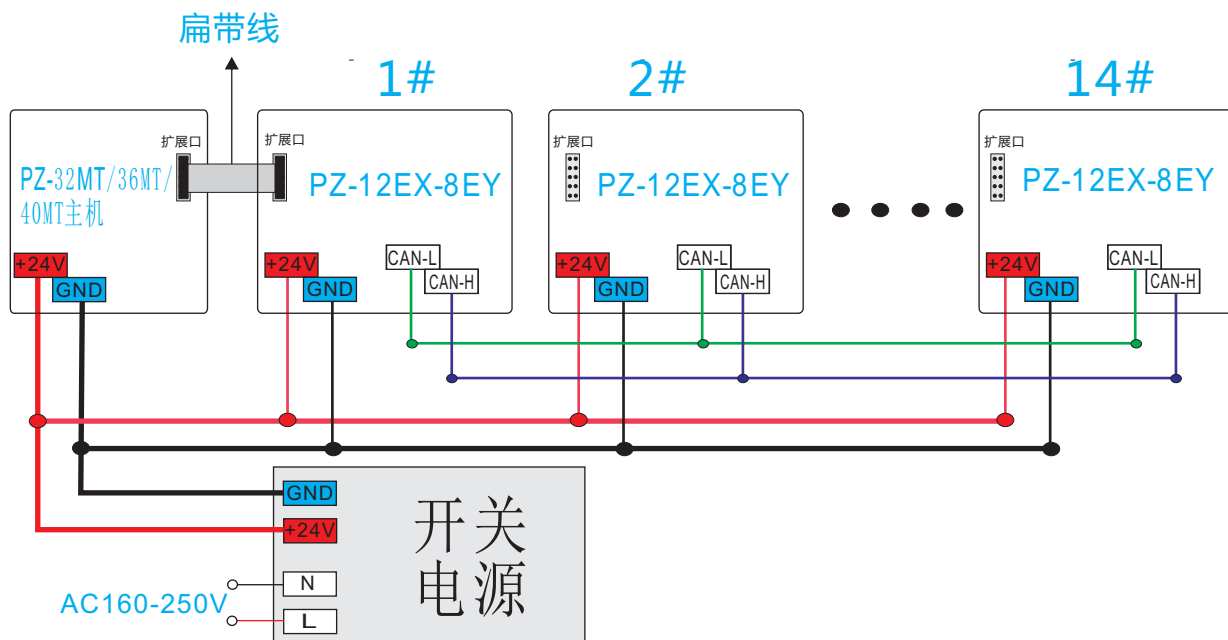 扁带线
1#
2#
14#
扩展口
扩展口
扩展口
扩展口
PZ-32MT/36MT/
40MT主机
PZ-12EX-8EY
PZ-12EX-8EY
PZ-12EX-8EY
+24V
GND
+24V
GND
CAN-L
CAN-H
+24V
GND
CAN-L
CAN-H
+24V
GND
CAN-L
CAN-H
GND
+24V
开关
电源
N
L
AC160-250V